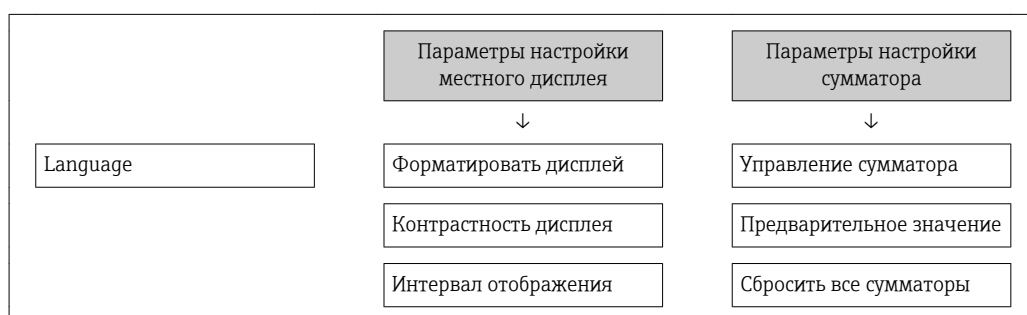 Параметры настройки
местного дисплея
Параметры настройки
сумматора
↓ ↓
Language Форматировать дисплей Управление сумматора
Контрастность дисплея Предварительное значение
Интервал отображения Сбросить все сумматоры